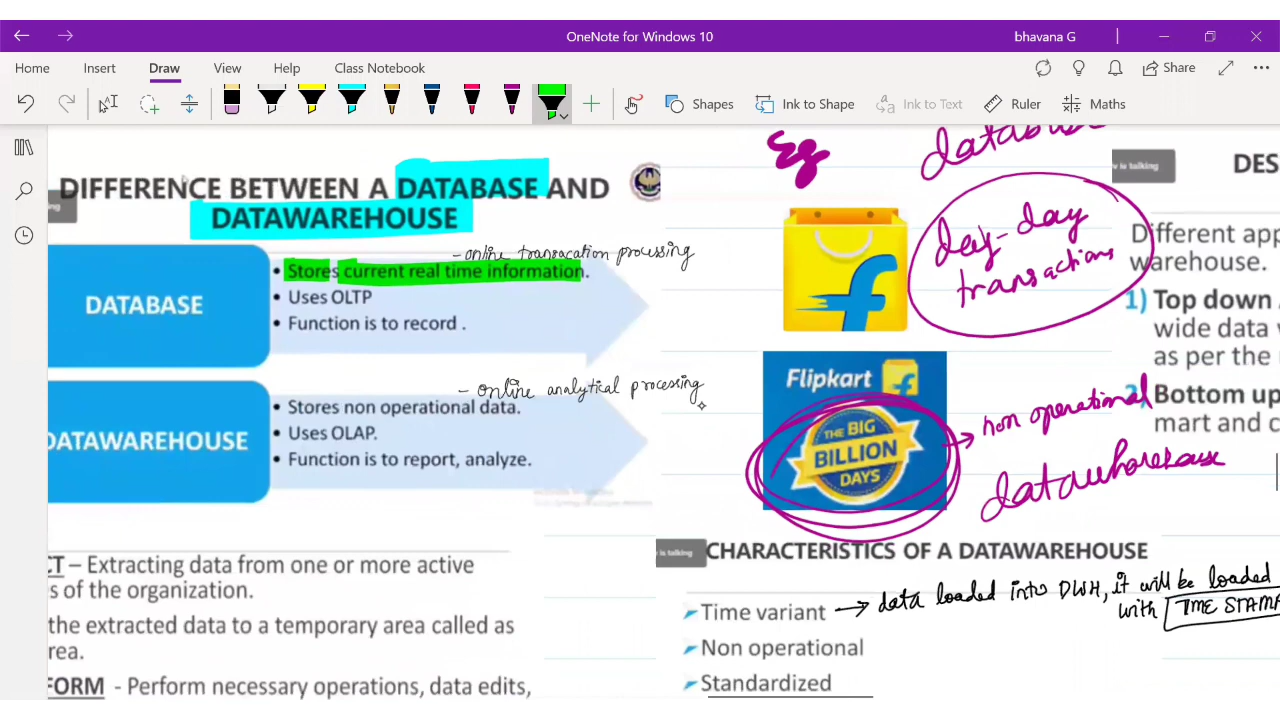 OneNote for Windows 10
bhavana G
Home Insert Draw View Help Class Notebook
Share
Shapes Ink to Shape Ink to Text Ruler Maths
DIFFERENCE BETWEEN A DATABASE AND
DATAWAREHOUSE
- online transacation processing
DATABASE
• Stores current real time information.
• Uses OLTP
• Function is to record .
- online analytical processing
DATAWAREHOUSE
• Stores non operational data.
• Uses OLAP.
• Function is to report, analyze.
CT – Extracting data from one or more active
s of the organization.
the extracted data to a temporary area called as
rea.
FORM - Perform necessary operations, data edits,
Eg
database
day-day
transactions
f
Flipkart
THE BIG
BILLION
DAYS
non operational
datawharehouse
is talking
CHARACTERISTICS OF A DATAWAREHOUSE
Time variant → data loaded into DWH, it will be loaded
with TIME STAMP
Non operational
Standardized
is talking
DES
Different app
warehouse.
1) Top down
wide data
as per the
2) Bottom up
mart and c